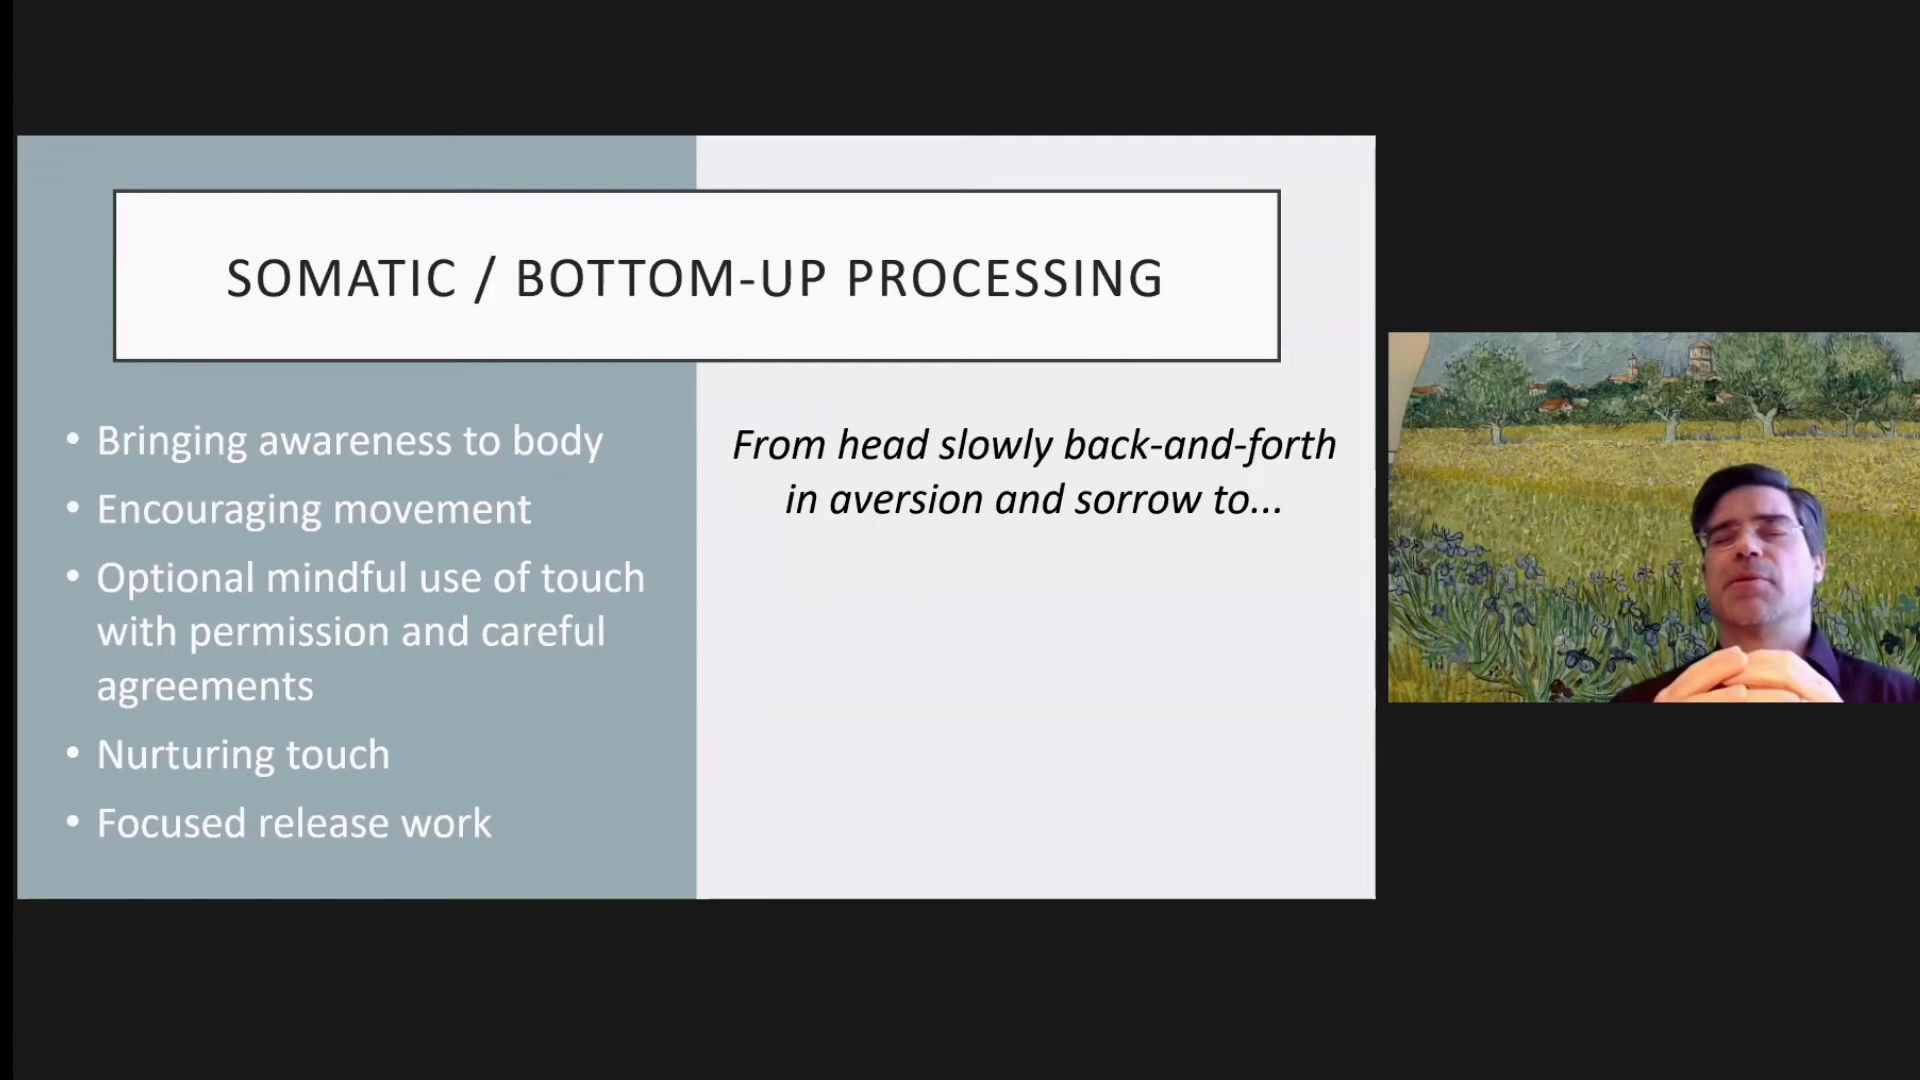 SOMATIC / BOTTOM-UP PROCESSING
• Bringing awareness to body
• Encouraging movement
• Optional mindful use of touch
with permission and careful
agreements
• Nurturing touch
• Focused release work
From head slowly back-and-forth
in aversion and sorrow to...